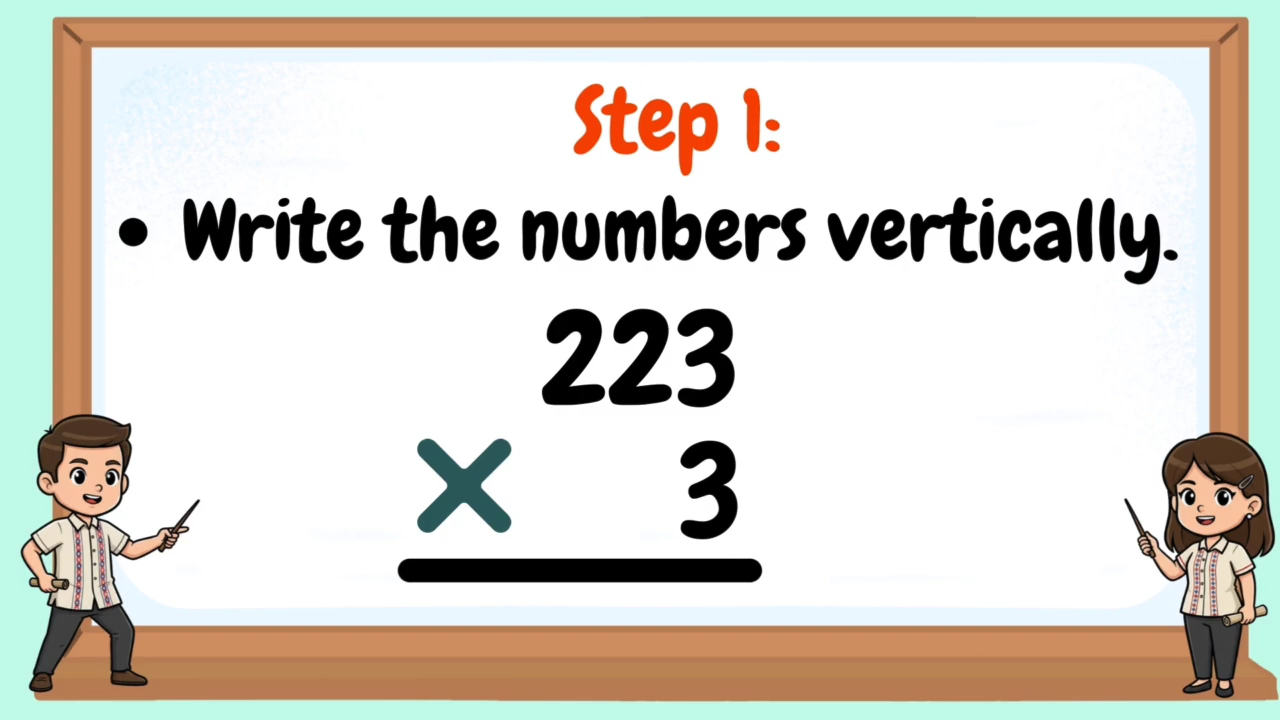 Step 1:
• Write the numbers vertically.
223
× 3